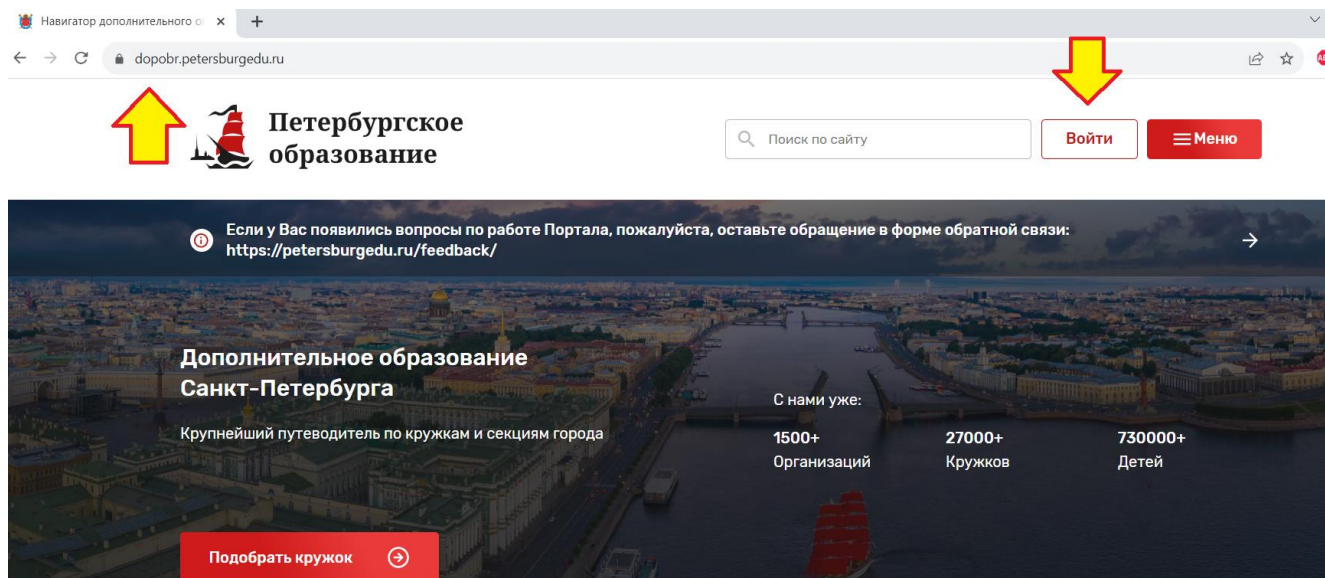 Навигатор дополнительного о
dopobr.petersburgedu.ru
Петербургское
образование
Поиск по сайту
Войти
Меню
Если у Вас появились вопросы по работе Портала, пожалуйста, оставьте обращение в форме обратной связи:
https://petersburgedu.ru/feedback/
Дополнительное образование
Санкт-Петербурга
Крупнейший путеводитель по кружкам и секциям города
С нами уже:
1500+ 27000+ 730000+
Организаций Кружков Детей
Подобрать кружок